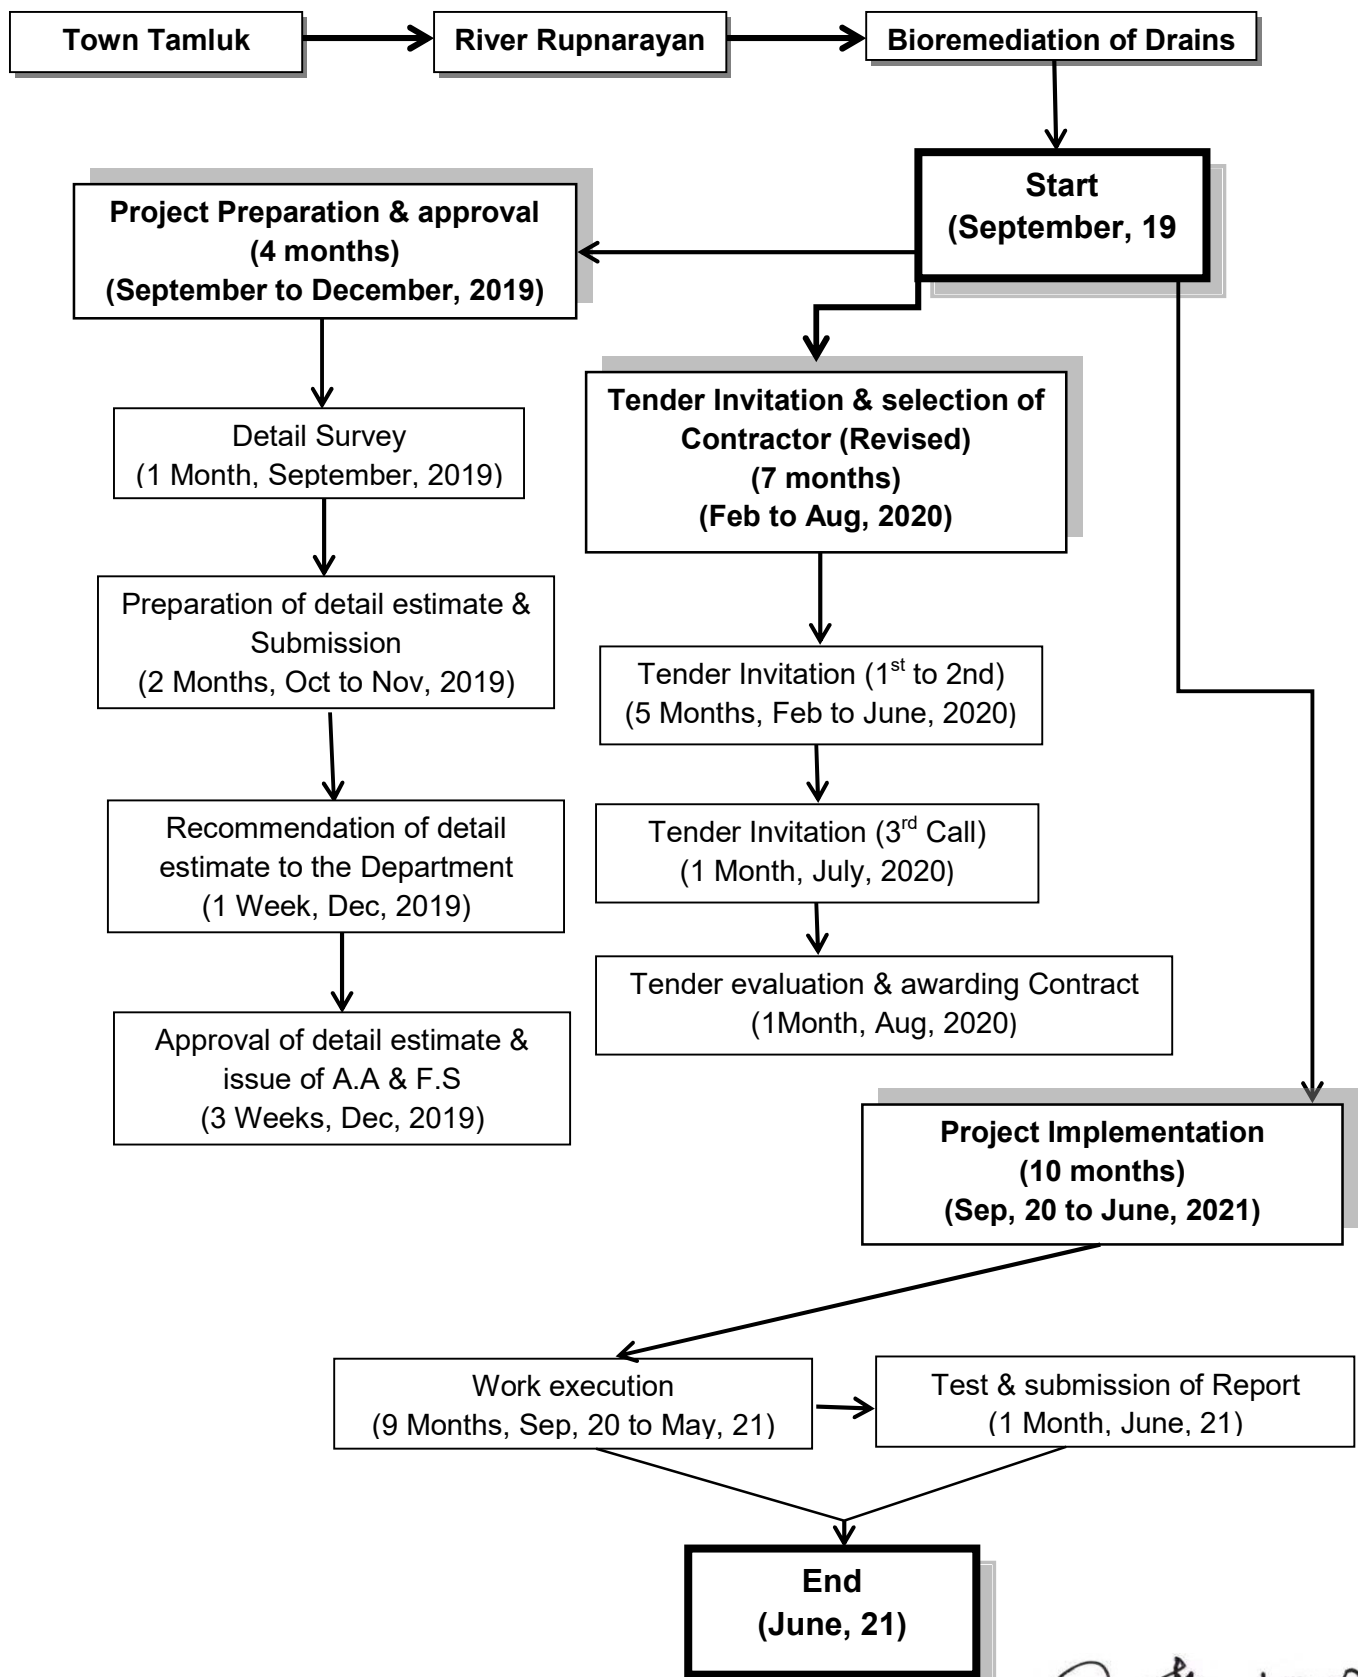 Town Tamluk
River Rupnarayan
Bioremediation of Drains
Start
(September, 19
Project Preparation & approval
(4 months)
(September to December, 2019)
Detail Survey
(1 Month, September, 2019)
Preparation of detail estimate &
Submission
(2 Months, Oct to Nov, 2019)
Recommendation of detail
estimate to the Department
(1 Week, Dec, 2019)
Approval of detail estimate &
issue of A.A & F.S
(3 Weeks, Dec, 2019)
Tender Invitation & selection of
Contractor (Revised)
(7 months)
(Feb to Aug, 2020)
Tender Invitation (1st to 2nd)
(5 Months, Feb to June, 2020)
Tender Invitation (3rd Call)
(1 Month, July, 2020)
Tender evaluation & awarding Contract
(1Month, Aug, 2020)
Project Implementation
(10 months)
(Sep, 20 to June, 2021)
Work execution
(9 Months, Sep, 20 to May, 21)
Test & submission of Report
(1 Month, June, 21)
End
(June, 21)